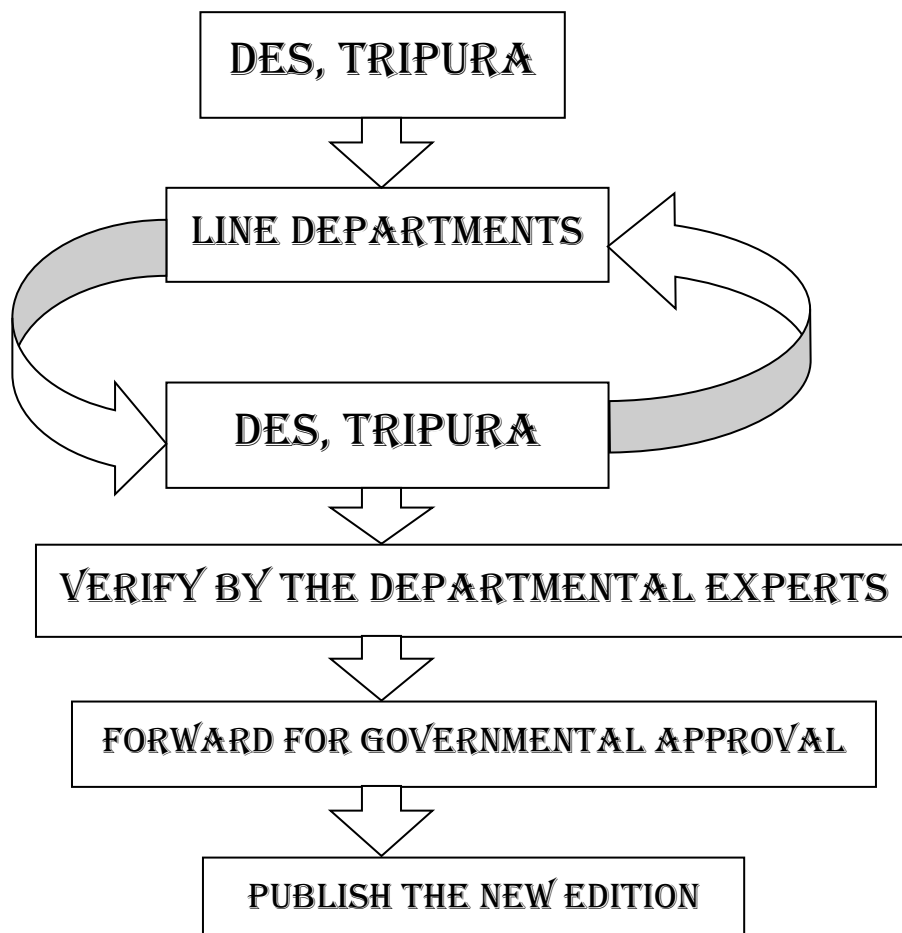 DES, TRIPURA
LINE DEPARTMENTS
DES, TRIPURA
VERIFY BY THE DEPARTMENTAL EXPERTS
FORWARD FOR GOVERNMENTAL APPROVAL
PUBLISH THE NEW EDITION